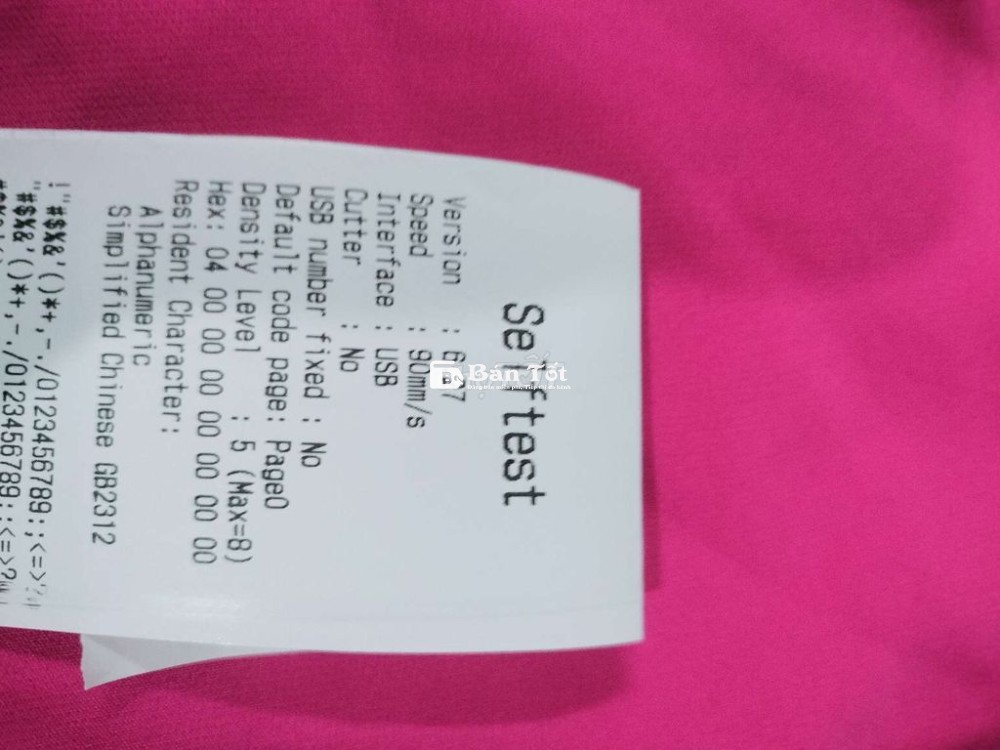 Selftest
Version : 
Speed : 90mm/s
Interface : USB
Cutter : No
USB number fixed : No
Default code page: Page0
Density Level : 5 (Max=8)
Hex: 04 00 00 00 00 00 00 00
Resident Character:
Alphanumeric
Simplified Chinese GB2312
!"#$%&'()*+,-./0123456789:;<=>?
"#$%&'()*+,-./0123456789:;<=>?
Bán Tốt